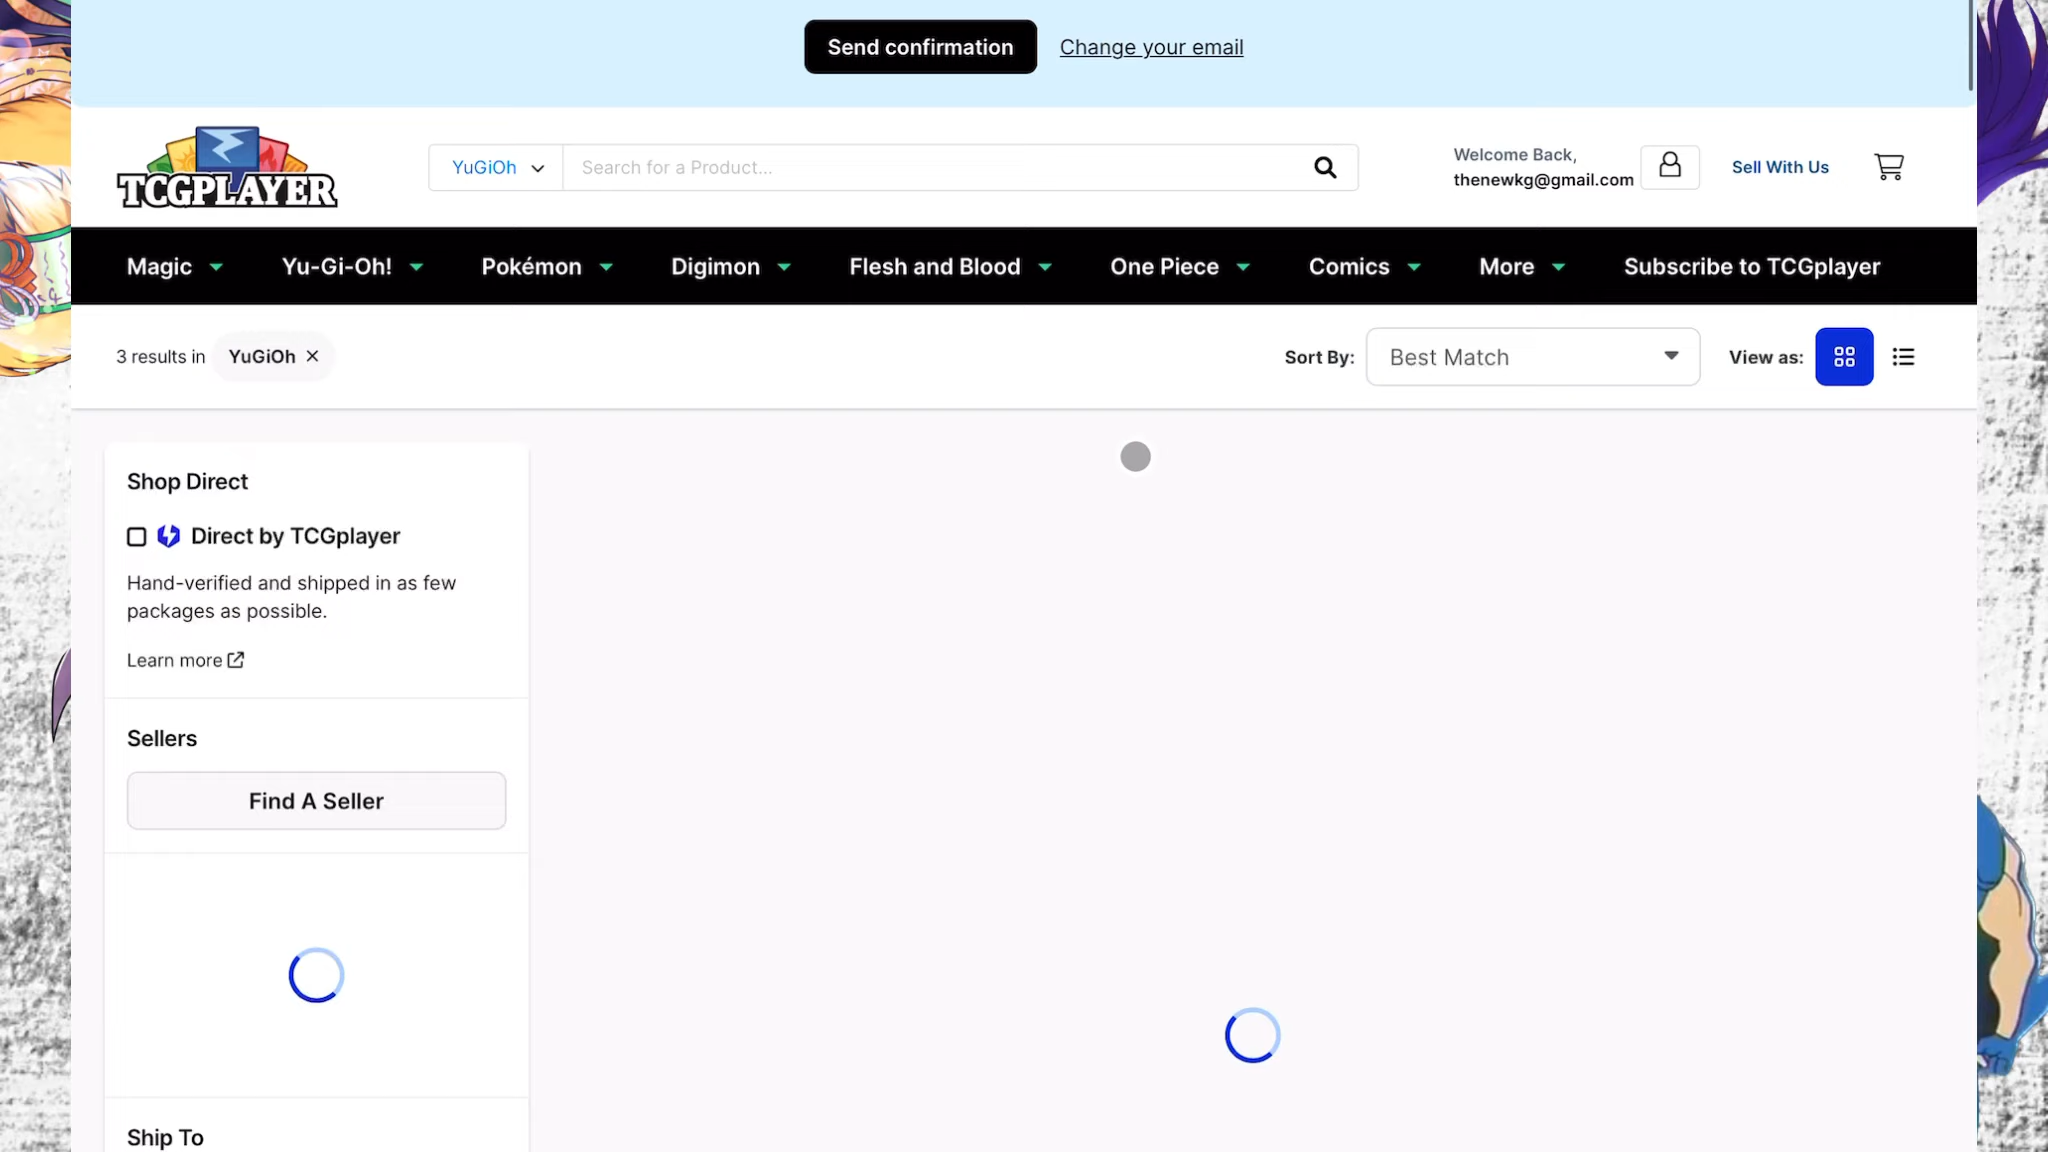 Send confirmation Change your email
TCGPLAYER
YuGiOh Search for a Product...
Welcome Back,
thenewkg@gmail.com
Sell With Us
Magic Yu-Gi-Oh! Pokémon Digimon Flesh and Blood One Piece Comics More Subscribe to TCGplayer
3 results in YuGiOh
Sort By: Best Match View as:
Shop Direct
Direct by TCGplayer
Hand-verified and shipped in as few
packages as possible.
Learn more
Sellers
Find A Seller
Ship To